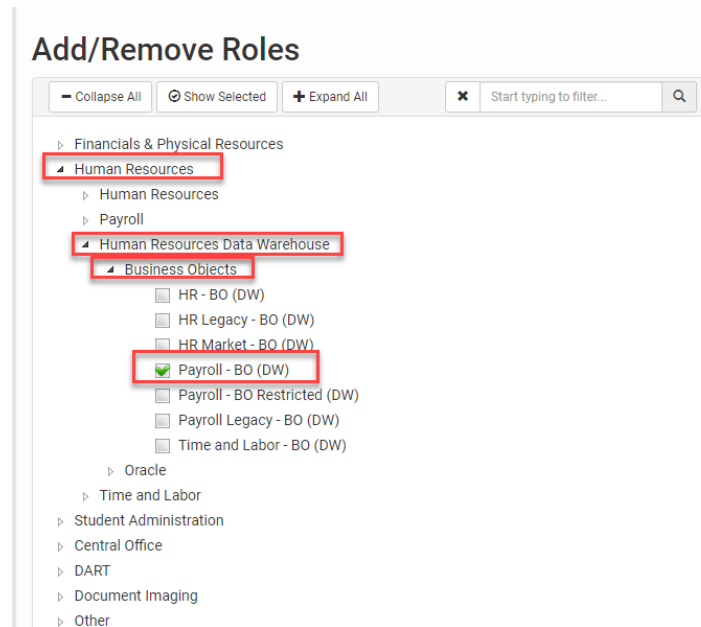 Add/Remove Roles
Collapse All Show Selected Expand All Start typing to filter...
Financials & Physical Resources
Human Resources
Human Resources
Payroll
Human Resources Data Warehouse
Business Objects
HR - BO (DW)
HR Legacy - BO (DW)
HR Market - BO (DW)
Payroll - BO (DW)
Payroll - BO Restricted (DW)
Payroll Legacy - BO (DW)
Time and Labor - BO (DW)
Oracle
Time and Labor
Student Administration
Central Office
DART
Document Imaging
Other